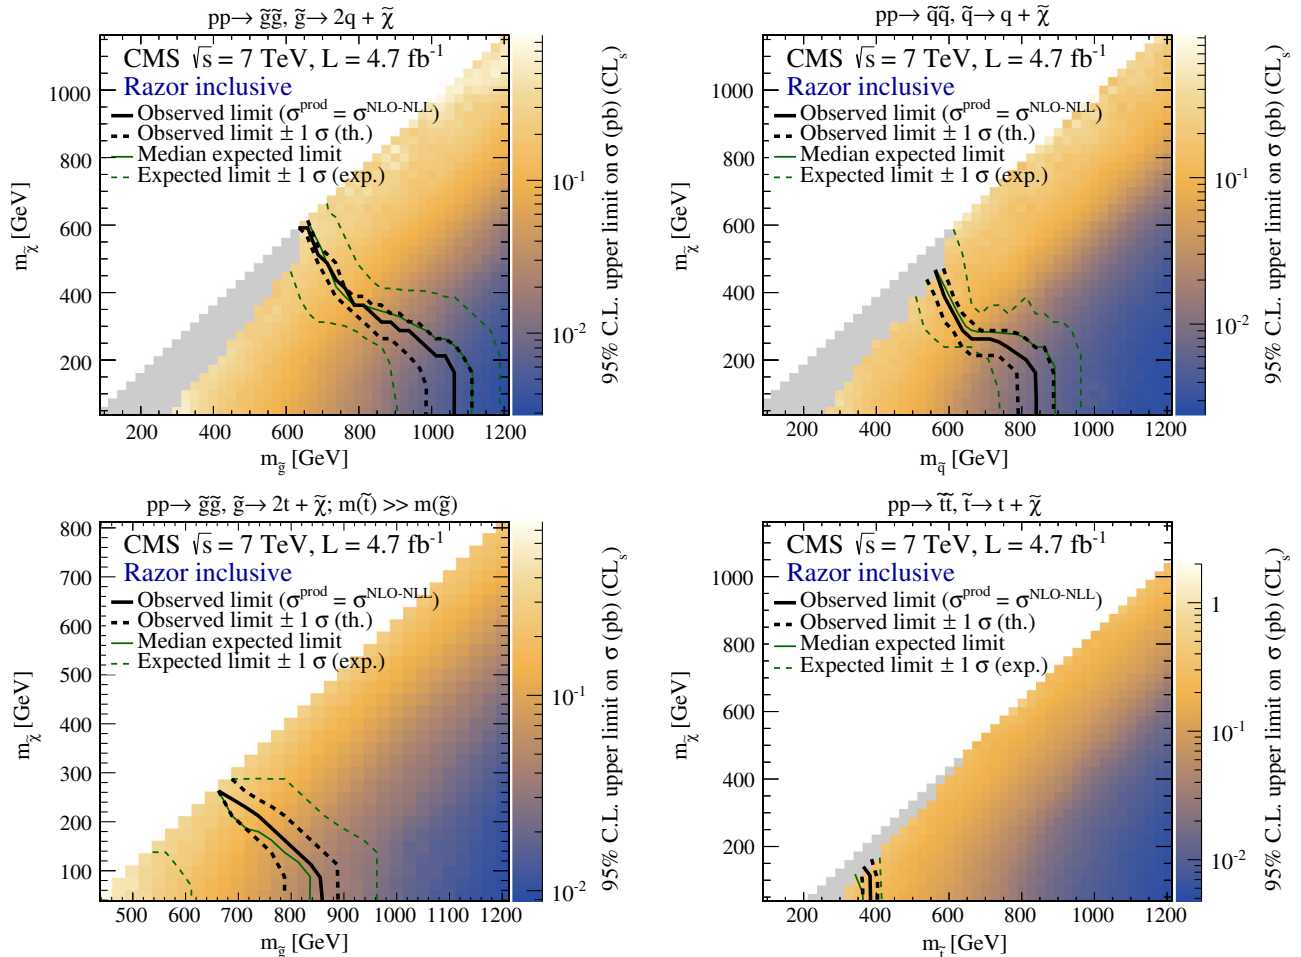 pp→ g̃g̃, g̃→ 2q + χ̃
CMS √s = 7 TeV, L = 4.7 fb⁻¹
Razor inclusive
Observed limit (σ^prod = σ^NLO-NLL)
Observed limit ± 1 σ (th.)
Median expected limit
Expected limit ± 1 σ (exp.)
1000
800
600
400
200
m_χ̃ [GeV]
200 400 600 800 1000 1200
m_g̃ [GeV]
10⁻¹
10⁻²
95% C.L. upper limit on σ (pb) (CL_s)
pp→ q̃q̃, q̃→ q + χ̃
CMS √s = 7 TeV, L = 4.7 fb⁻¹
Razor inclusive
Observed limit (σ^prod = σ^NLO-NLL)
Observed limit ± 1 σ (th.)
Median expected limit
Expected limit ± 1 σ (exp.)
1000
800
600
400
200
m_χ̃ [GeV]
200 400 600 800 1000 1200
m_q̃ [GeV]
10⁻¹
10⁻²
95% C.L. upper limit on σ (pb) (CL_s)
pp→ g̃g̃, g̃→ 2t + χ̃; m(t̃) >> m(g̃)
CMS √s = 7 TeV, L = 4.7 fb⁻¹
Razor inclusive
Observed limit (σ^prod = σ^NLO-NLL)
Observed limit ± 1 σ (th.)
Median expected limit
Expected limit ± 1 σ (exp.)
800
700
600
500
400
300
200
100
m_χ̃ [GeV]
500 600 700 800 900 1000 1100 1200
m_g̃ [GeV]
10⁻¹
10⁻²
95% C.L. upper limit on σ (pb) (CL_s)
pp→ t̃t̃, t̃→ t + χ̃
CMS √s = 7 TeV, L = 4.7 fb⁻¹
Razor inclusive
Observed limit (σ^prod = σ^NLO-NLL)
Observed limit ± 1 σ (th.)
Median expected limit
Expected limit ± 1 σ (exp.)
1000
800
600
400
200
m_χ̃ [GeV]
200 400 600 800 1000 1200
m_t̃ [GeV]
1
10⁻¹
10⁻²
95% C.L. upper limit on σ (pb) (CL_s)